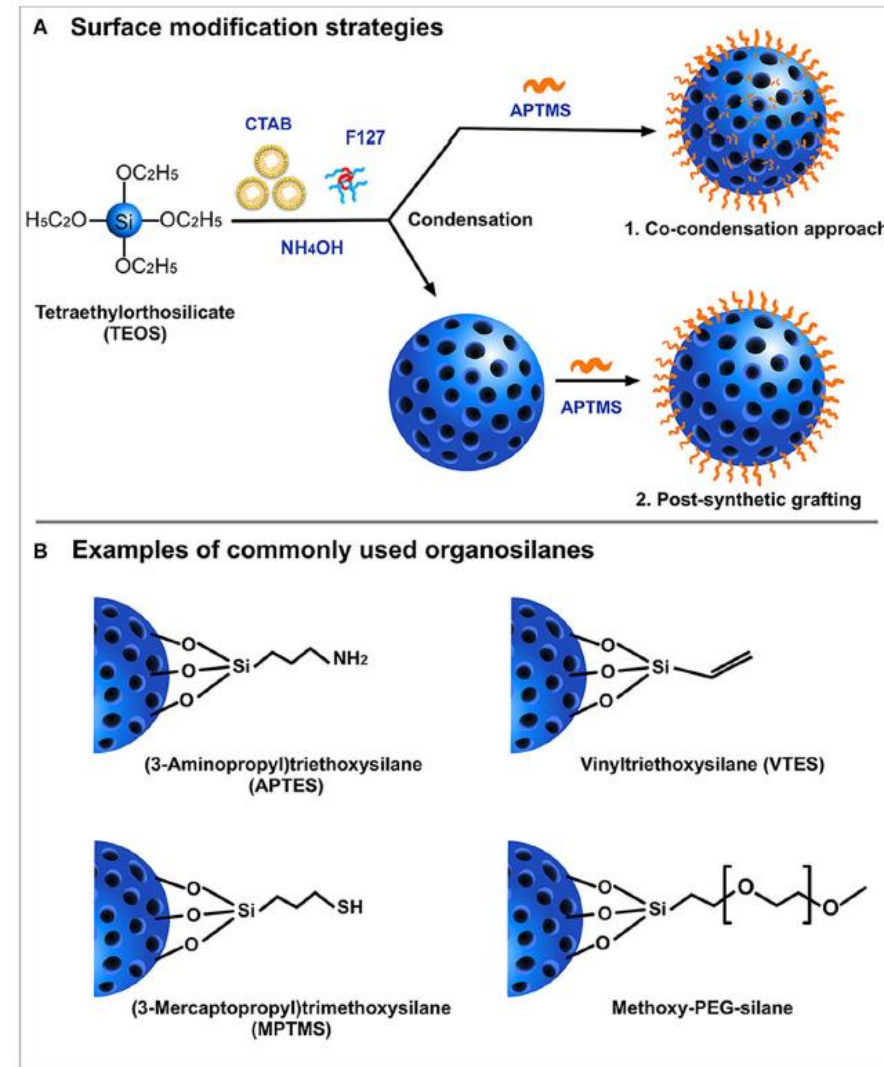 A Surface modification strategies
CTAB
F127
APTMS
OC2H5
H5C2O Si OC2H5
OC2H5
NH4OH
Condensation
1. Co-condensation approach
Tetraethylorthosilicate
(TEOS)
APTMS
2. Post-synthetic grafting
B Examples of commonly used organosilanes
O
O Si NH2
O
(3-Aminopropyl)triethoxysilane
(APTES)
O
O Si
O
Vinyltriethoxysilane (VTES)
O
O Si SH
O
(3-Mercaptopropyl)trimethoxysilane
(MPTMS)
O
O Si [ O ] O
O
Methoxy-PEG-silane